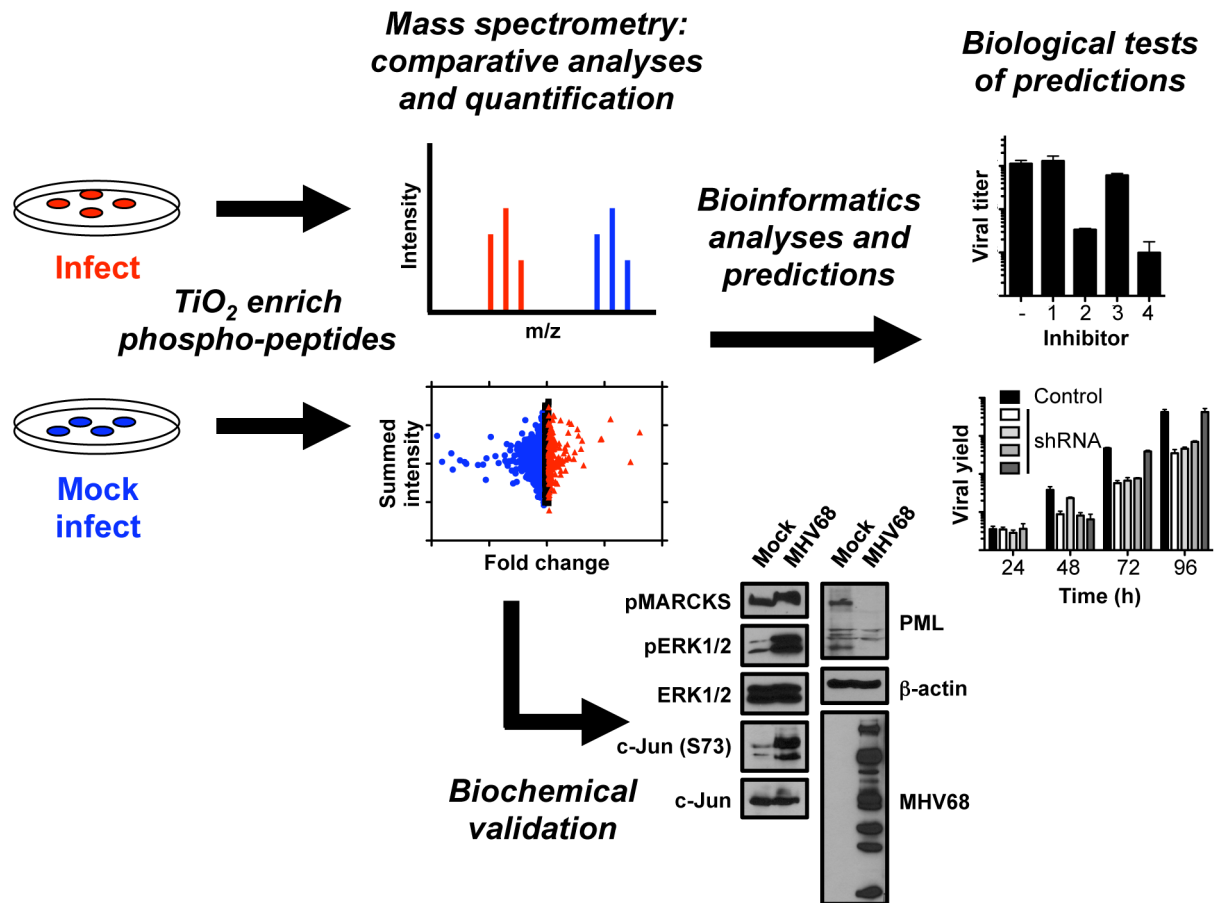 Mass spectrometry:
comparative analyses
and quantification
Biological tests
of predictions
Infect
TiO2 enrich
phospho-peptides
Mock
infect
Intensity
m/z
Summed
intensity
Fold change
Bioinformatics
analyses and
predictions
Viral titer
- 1 2 3 4
Inhibitor
Control
shRNA
Viral yield
24 48 72 96
Time (h)
Biochemical
validation
Mock
MHV68
Mock
MHV68
pMARCKS
pERK1/2
ERK1/2
c-Jun (S73)
c-Jun
PML
β-actin
MHV68